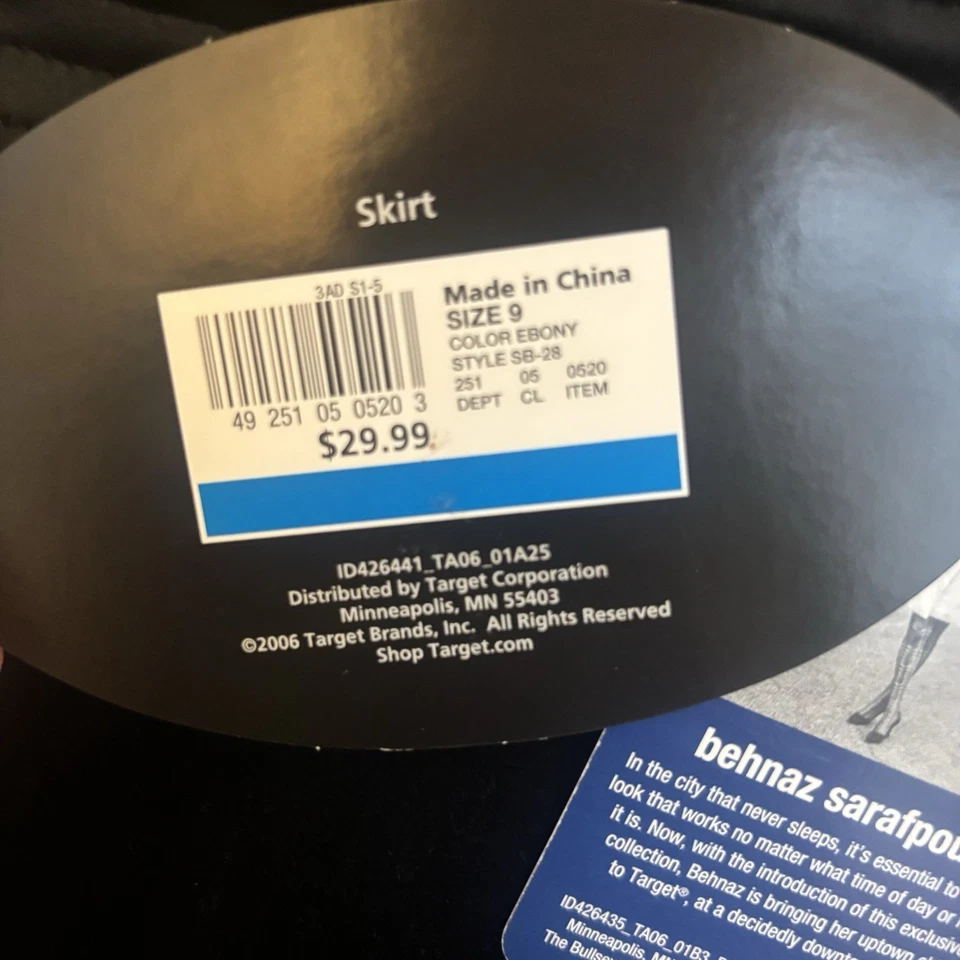 Skirt
3AD S1-5
49 251 05 0520 3
$29.99
Made in China
SIZE 9
COLOR EBONY
STYLE SB-28
251 05 0520
DEPT CL ITEM
ID426441_TA06_01A25
Distributed by Target Corporation
Minneapolis, MN 55403
©2006 Target Brands, Inc. All Rights Reserved
Shop Target.com
behnaz
In the city that never sleeps, it's essential to
look that works no matter what time of day or
it is. Now, with the introduction of this
collection, Behnaz is bringing her uptown
to Target®, at a decidedly
ID426435_TA06_01B3
Minneapolis,
The